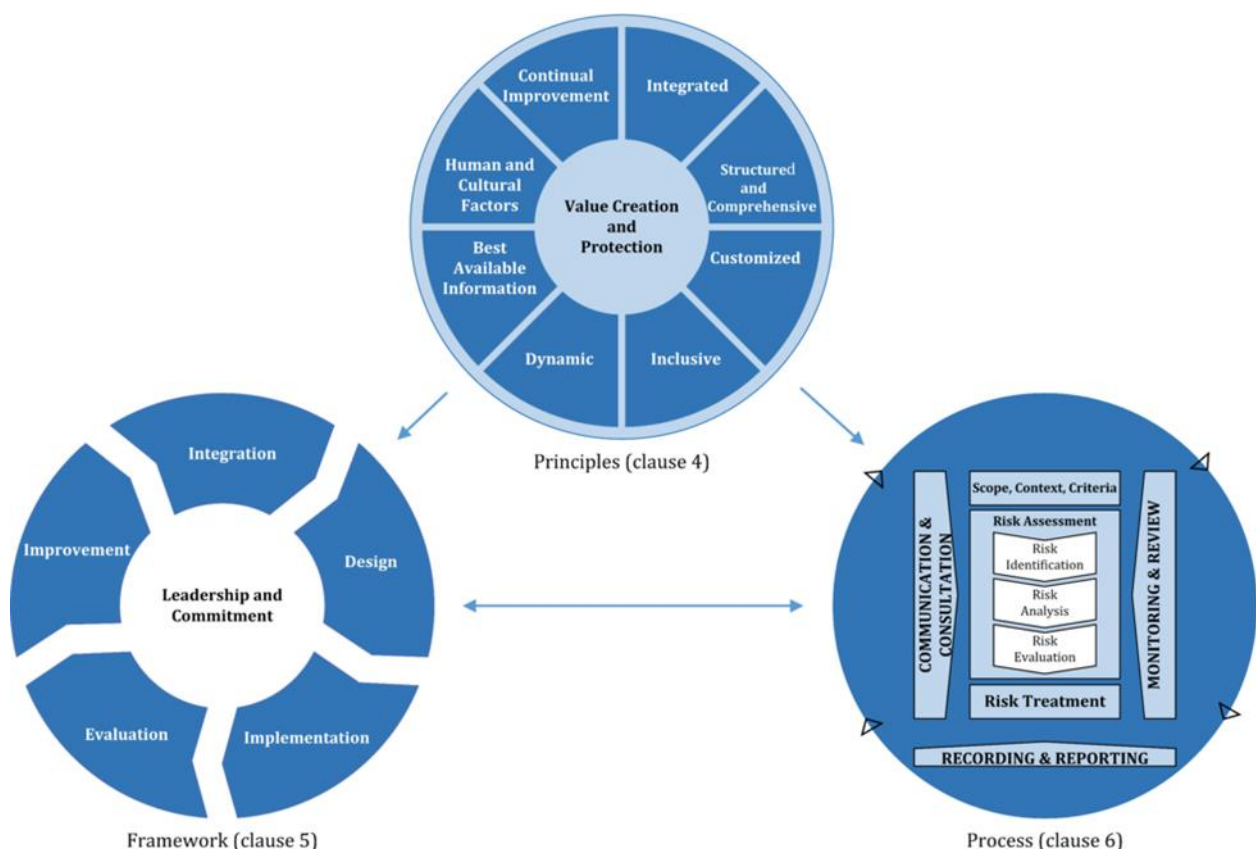 Continual
Improvement
Integrated
Structured
and
Comprehensive
Customized
Inclusive
Dynamic
Best
Available
Information
Human and
Cultural
Factors
Value Creation
and
Protection
Principles (clause 4)
Integration
Design
Implementation
Evaluation
Improvement
Leadership and
Commitment
Framework (clause 5)
Scope, Context, Criteria
Risk Assessment
Risk
Identification
Risk
Analysis
Risk
Evaluation
Risk Treatment
COMMUNICATION &
CONSULTATION
MONITORING & REVIEW
RECORDING & REPORTING
Process (clause 6)